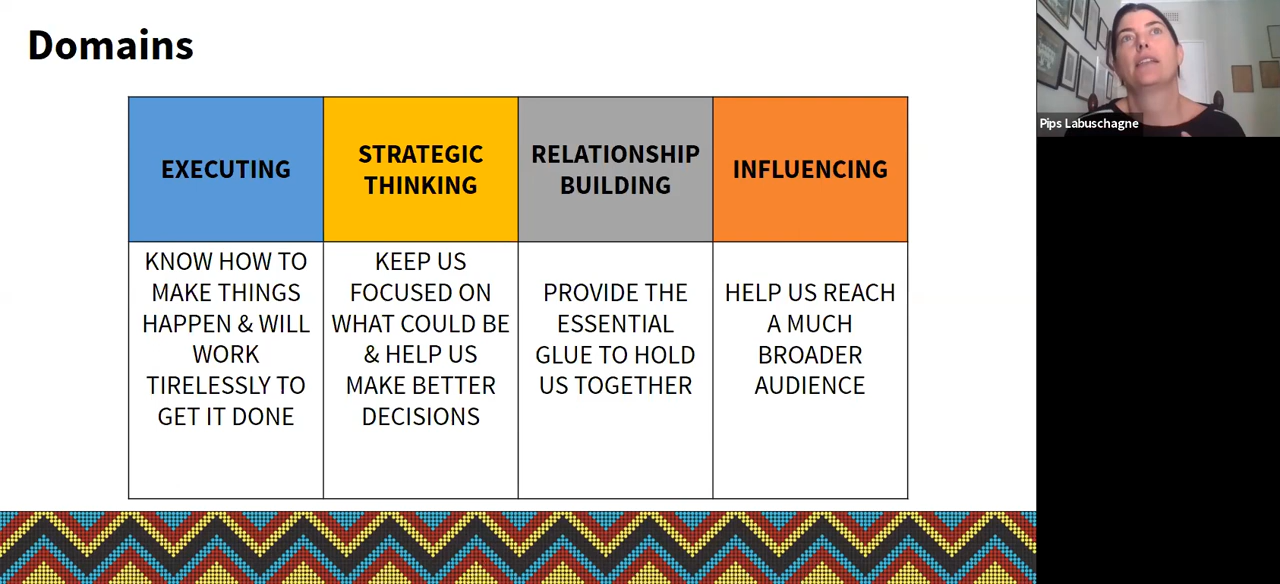 Domains
EXECUTING
STRATEGIC
THINKING
RELATIONSHIP
BUILDING
INFLUENCING
KNOW HOW TO
MAKE THINGS
HAPPEN & WILL
WORK
TIRELESSLY TO
GET IT DONE
KEEP US
FOCUSED ON
WHAT COULD BE
& HELP US
MAKE BETTER
DECISIONS
PROVIDE THE
ESSENTIAL
GLUE TO HOLD
US TOGETHER
HELP US REACH
A MUCH
BROADER
AUDIENCE
Pips Labuschagne